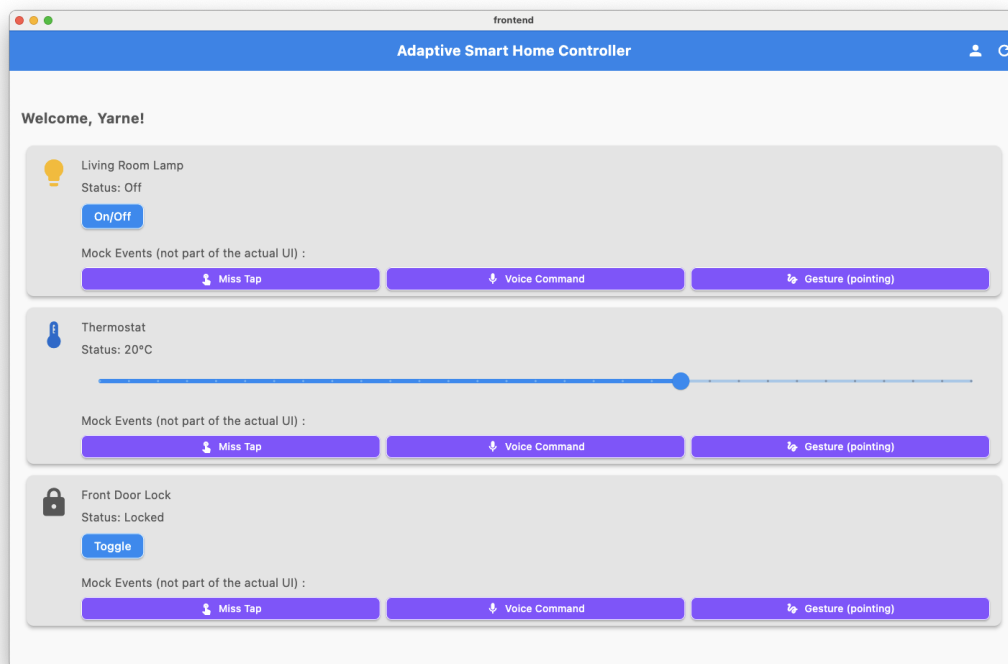 frontend
Adaptive Smart Home Controller
Welcome, Yarne!
Living Room Lamp
Status: Off
On/Off
Mock Events (not part of the actual UI) :
Miss Tap Voice Command Gesture (pointing)
Thermostat
Status: 20°C
Mock Events (not part of the actual UI) :
Miss Tap Voice Command Gesture (pointing)
Front Door Lock
Status: Locked
Toggle
Mock Events (not part of the actual UI) :
Miss Tap Voice Command Gesture (pointing)